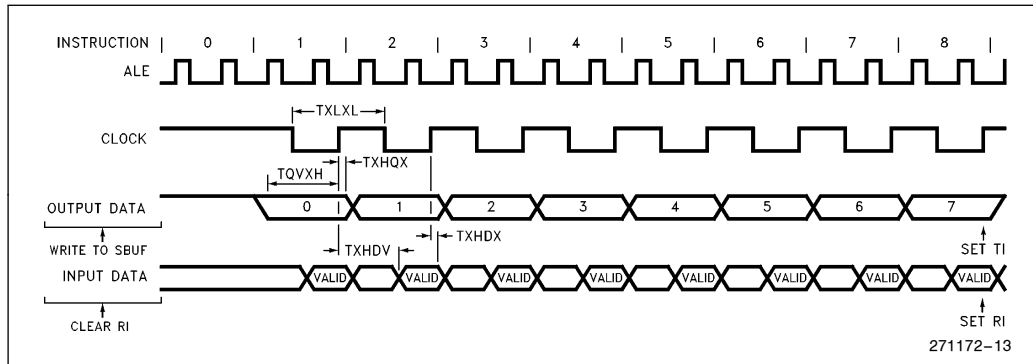 INSTRUCTION | 0 | 1 | 2 | 3 | 4 | 5 | 6 | 7 | 8 |
ALE
TXLXL
CLOCK
TQVXH
TXHQX
OUTPUT DATA 0 1 2 3 4 5 6 7
WRITE TO SBUF
TXHDV
TXHDX
SET TI
INPUT DATA VALID VALID VALID VALID VALID VALID VALID VALID
CLEAR RI
SET RI
271172–13